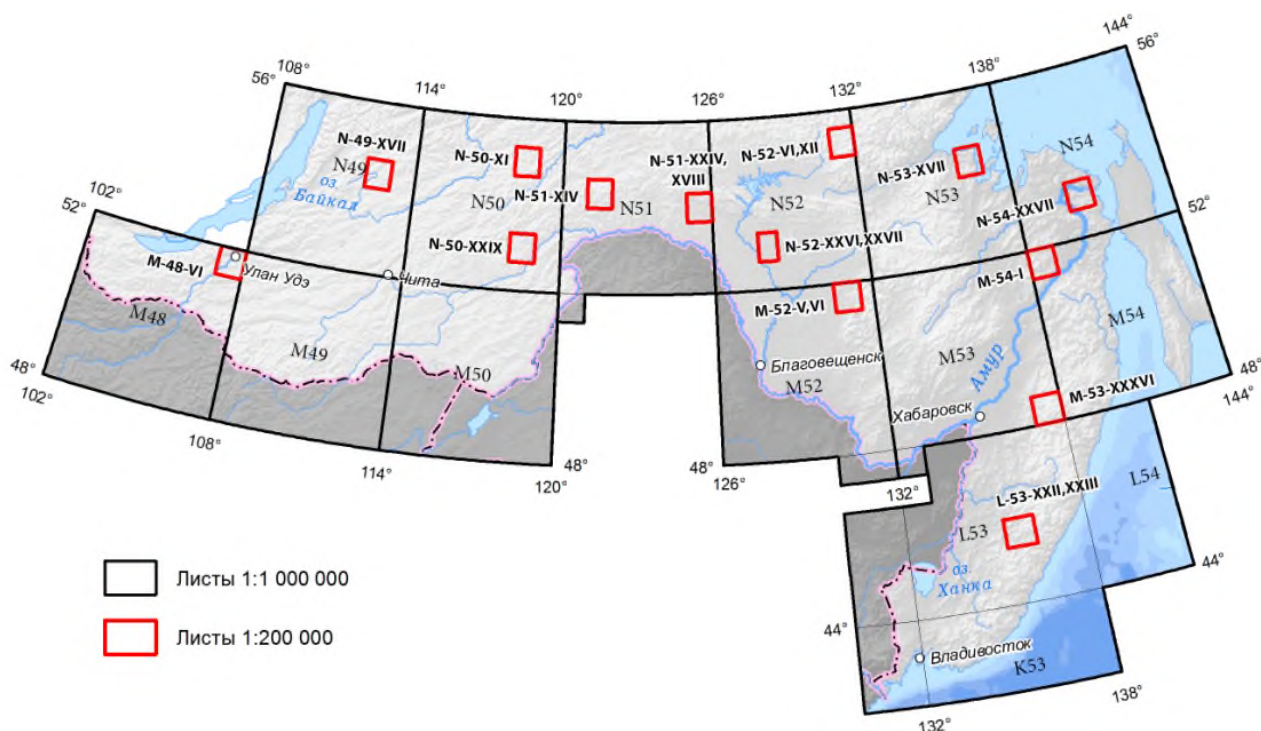 144°
56°
138°
132°
126°
120°
114°
108°
56°
N-49-XVII
N49
оз.
Байкал
N-50-XI
N50
N-51-XIV
N-50-XXIX
N-51-XXIV,
XVIII
N51
N-52-VI,XII
N52
N-52-XXVI,XXVII
N-53-XVII
N53
N54
N-54-XXVII
52°
102°
52°
M-48-VI
Улан Удэ
Чита
M-52-V,VI
M-54-I
M54
M48
M49
M50
Благовещенск
M52
M53
Амур
Хабаровск
M-53-XXXVI
48°
144°
48°
102°
108°
114°
48°
120°
48°
126°
132°
L-53-XXII,XXIII
L54
L53
оз.
Ханка
44°
44°
Владивосток
K53
138°
132°
Листы 1:1 000 000
Листы 1:200 000